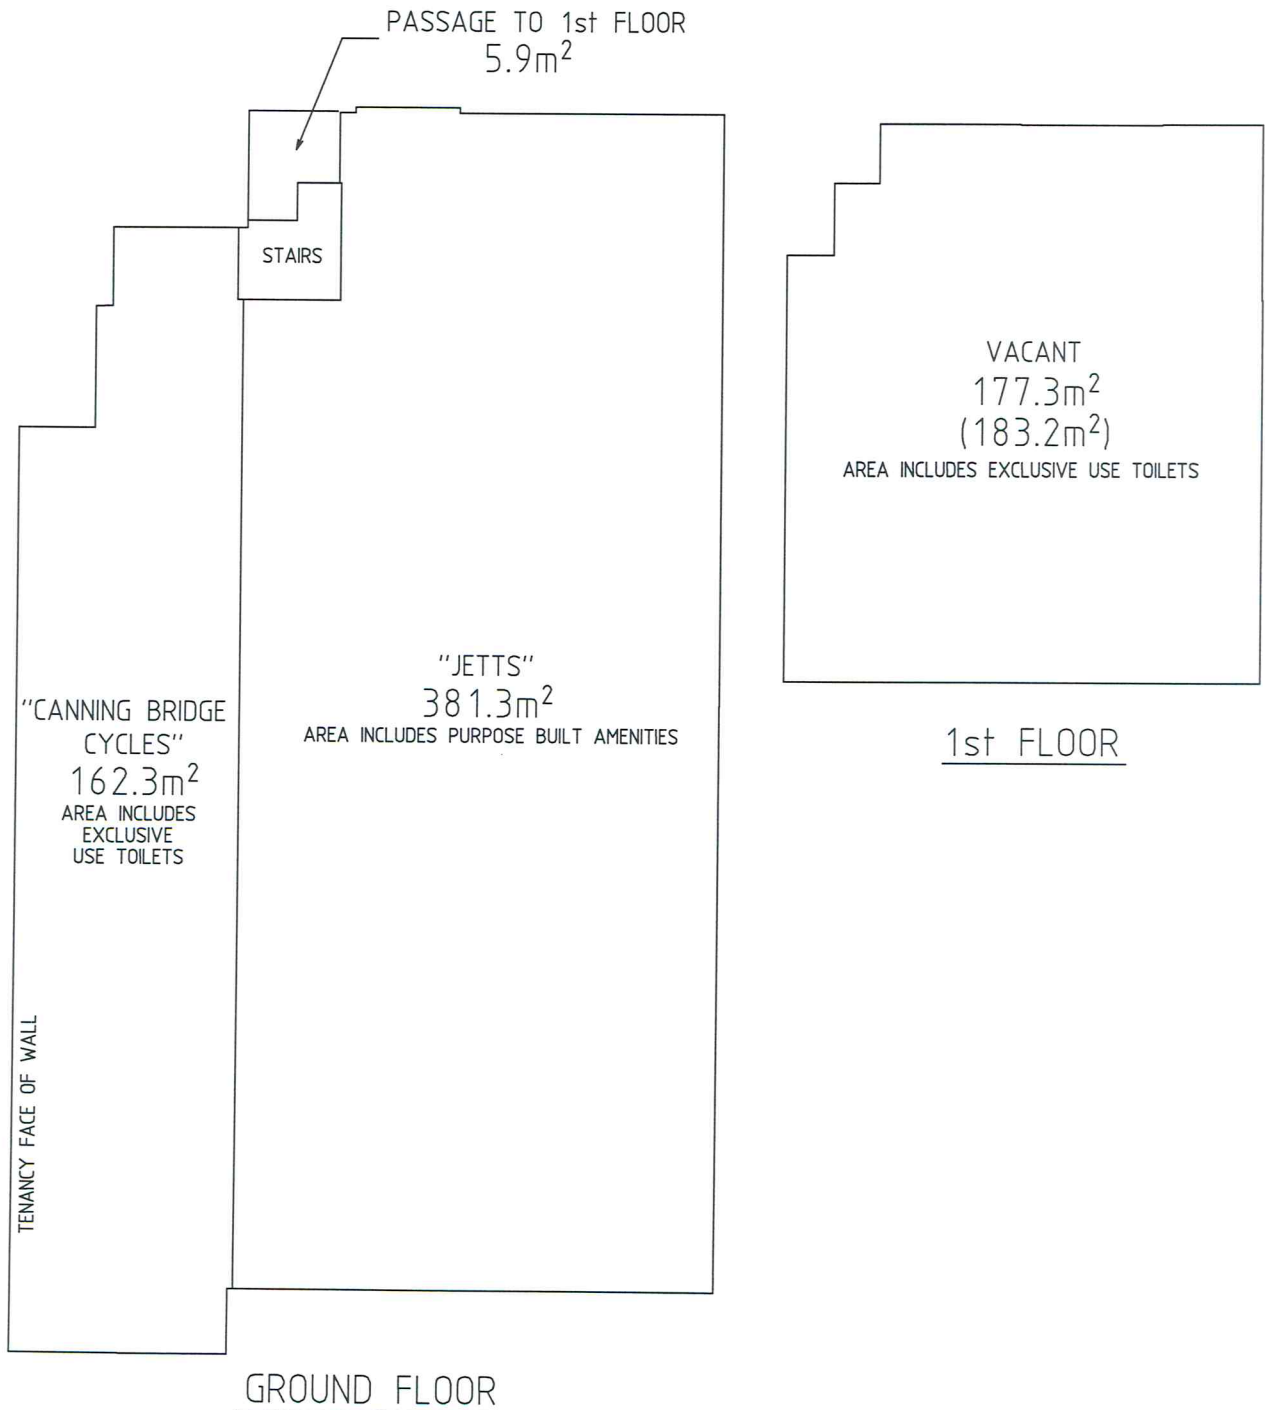 PASSAGE TO 1st FLOOR
5.9m²
STAIRS
"JETTS"
381.3m²
AREA INCLUDES PURPOSE BUILT AMENITIES
"CANNING BRIDGE
CYCLES"
162.3m²
AREA INCLUDES
EXCLUSIVE
USE TOILETS
TENANCY FACE OF WALL
GROUND FLOOR
VACANT
177.3m²
(183.2m²)
AREA INCLUDES EXCLUSIVE USE TOILETS
1st FLOOR